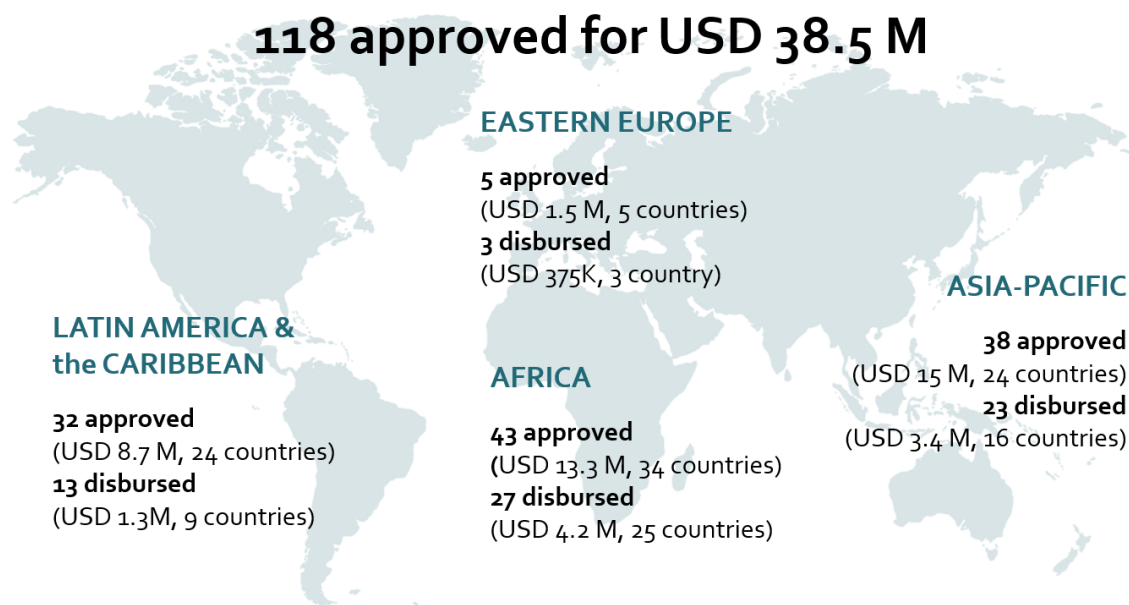 118 approved for USD 38.5 M
EASTERN EUROPE
5 approved
(USD 1.5 M, 5 countries)
3 disbursed
(USD 375K, 3 country)
ASIA-PACIFIC
38 approved
(USD 15 M, 24 countries)
23 disbursed
(USD 3.4 M, 16 countries)
LATIN AMERICA &
the CARIBBEAN
32 approved
(USD 8.7 M, 24 countries)
13 disbursed
(USD 1.3M, 9 countries)
AFRICA
43 approved
(USD 13.3 M, 34 countries)
27 disbursed
(USD 4.2 M, 25 countries)